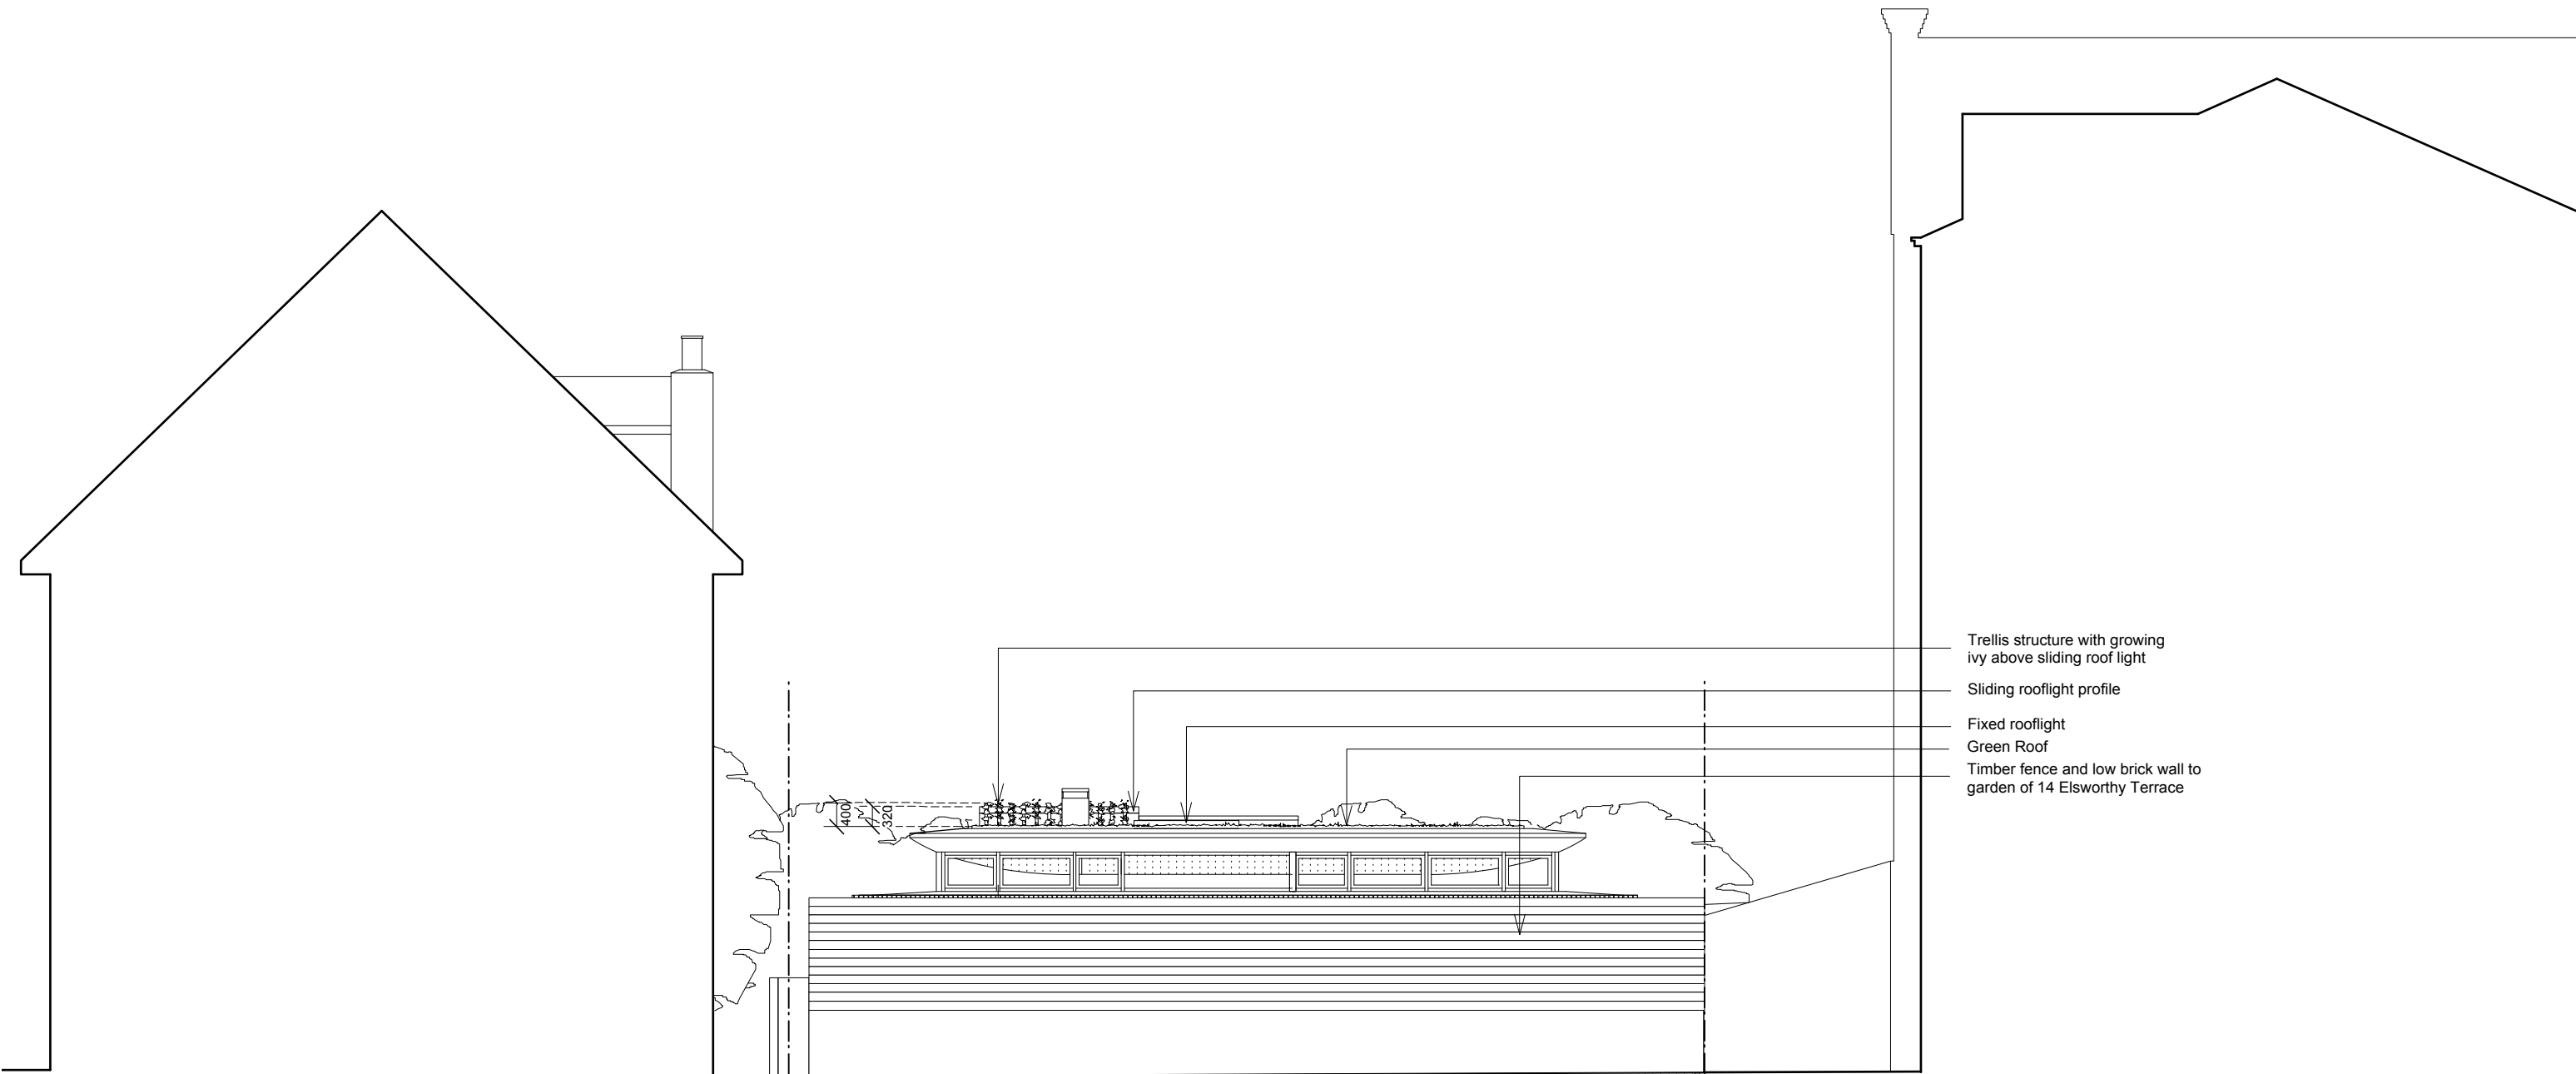 Trellis structure with growing
ivy above sliding roof light
Sliding rooflight profile
Fixed rooflight
Green Roof
Timber fence and low brick wall to
garden of 14 Elsworthy Terrace
400
320